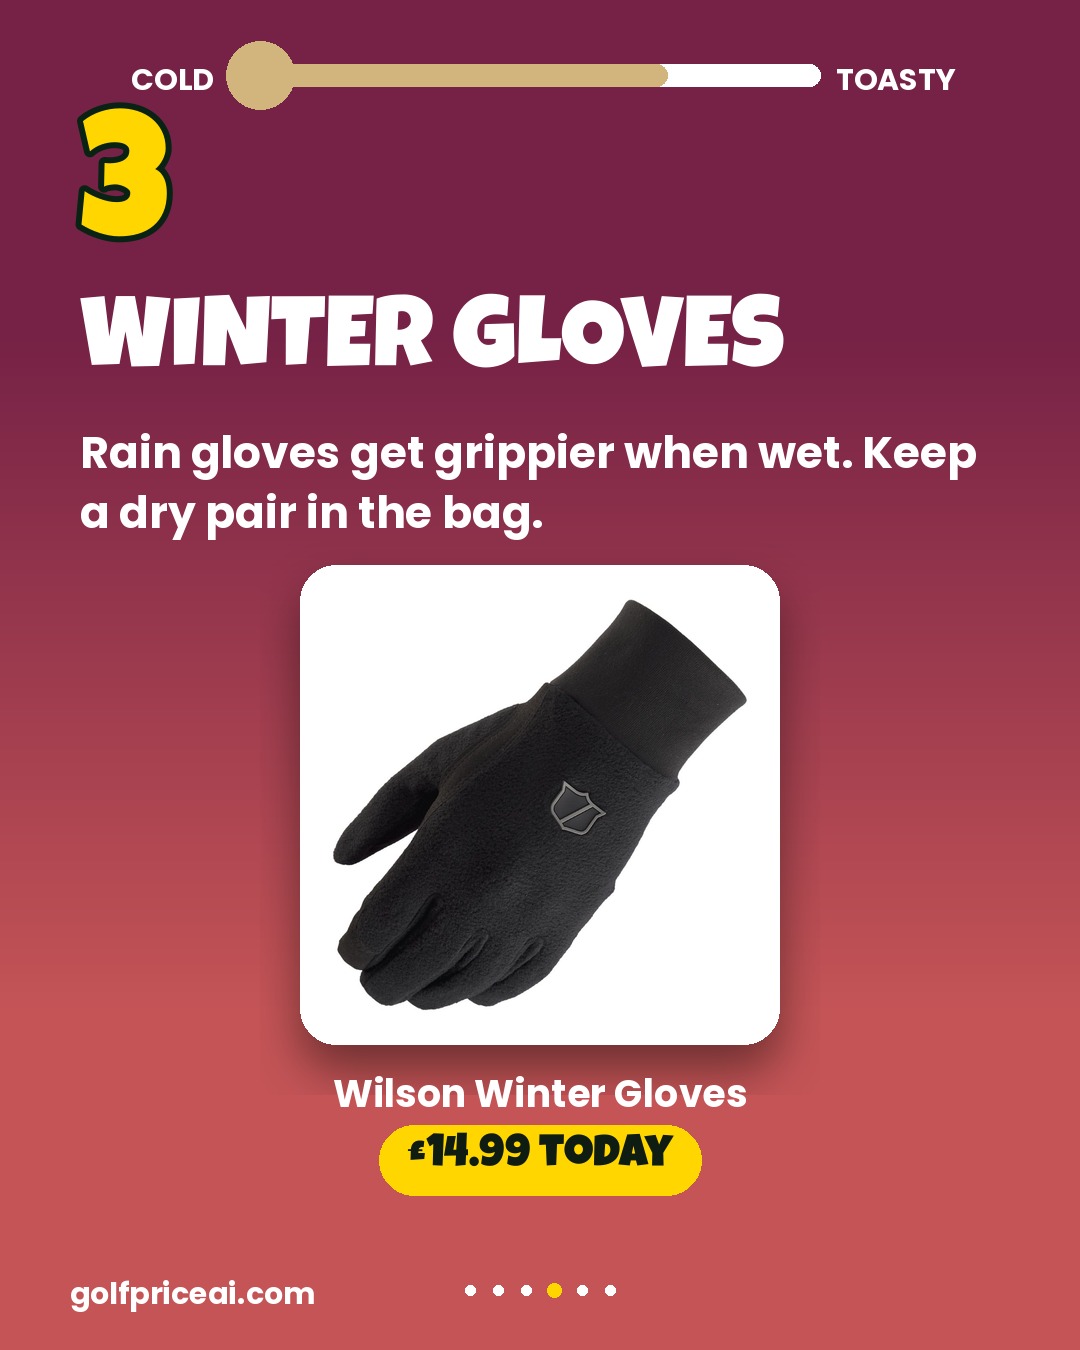 COLD TOASTY
3
WINTER GLOVES
Rain gloves get grippier when wet. Keep
a dry pair in the bag.
Wilson Winter Gloves
£14.99 TODAY
golfpriceai.com